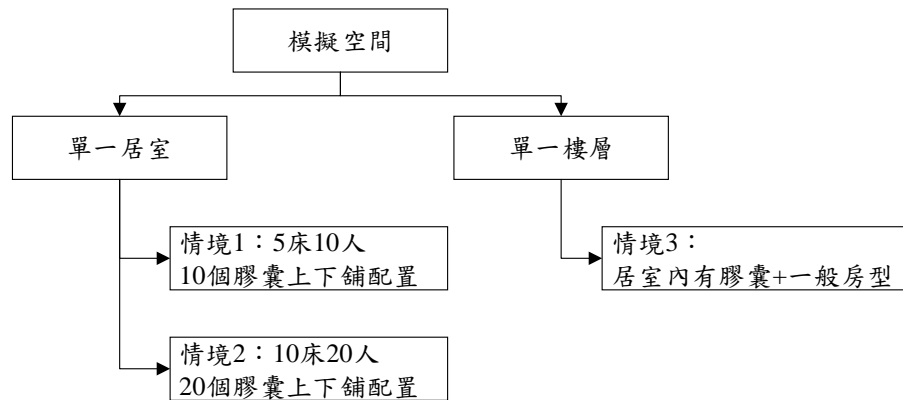 模擬空間
單一居室
單一樓層
情境1：5床10人
10個膠囊上下舖配置
情境3：
居室內有膠囊+一般房型
情境2：10床20人
20個膠囊上下舖配置